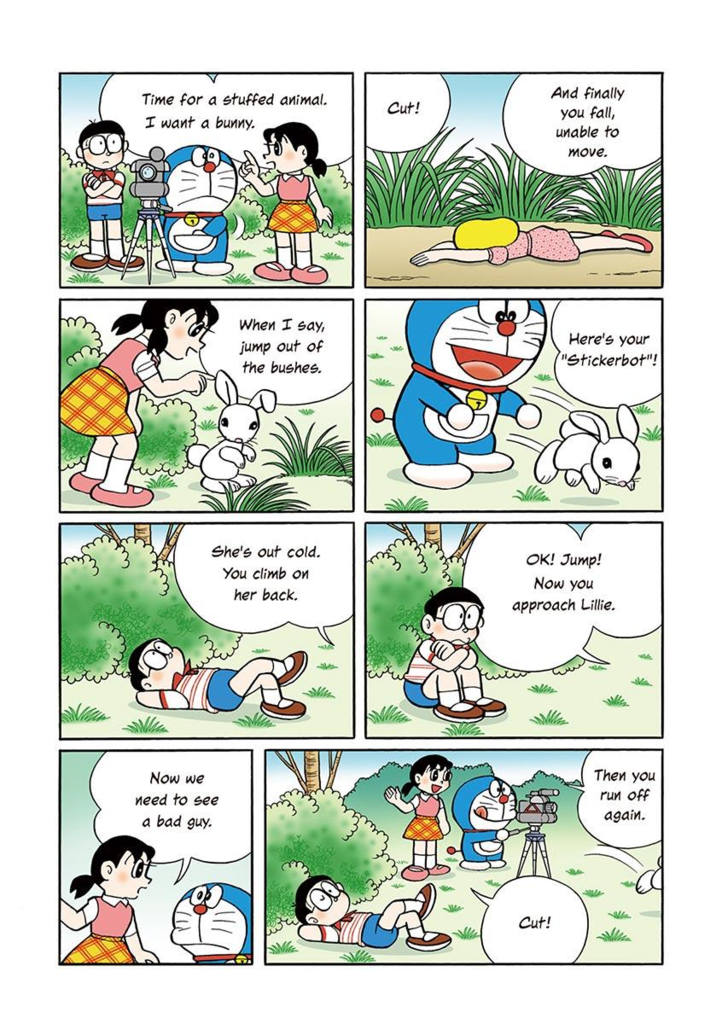 And finally
you fall,
unable to
move.
Cut!
Time for a stuffed animal.
I want a bunny.
Here's your
"Stickerbot"!
When I say,
jump out of
the bushes.
OK! Jump!
Now you
approach Lillie.
She's out cold.
You climb on
her back.
Then you
run off
again.
Cut!
Now we
need to see
a bad guy.